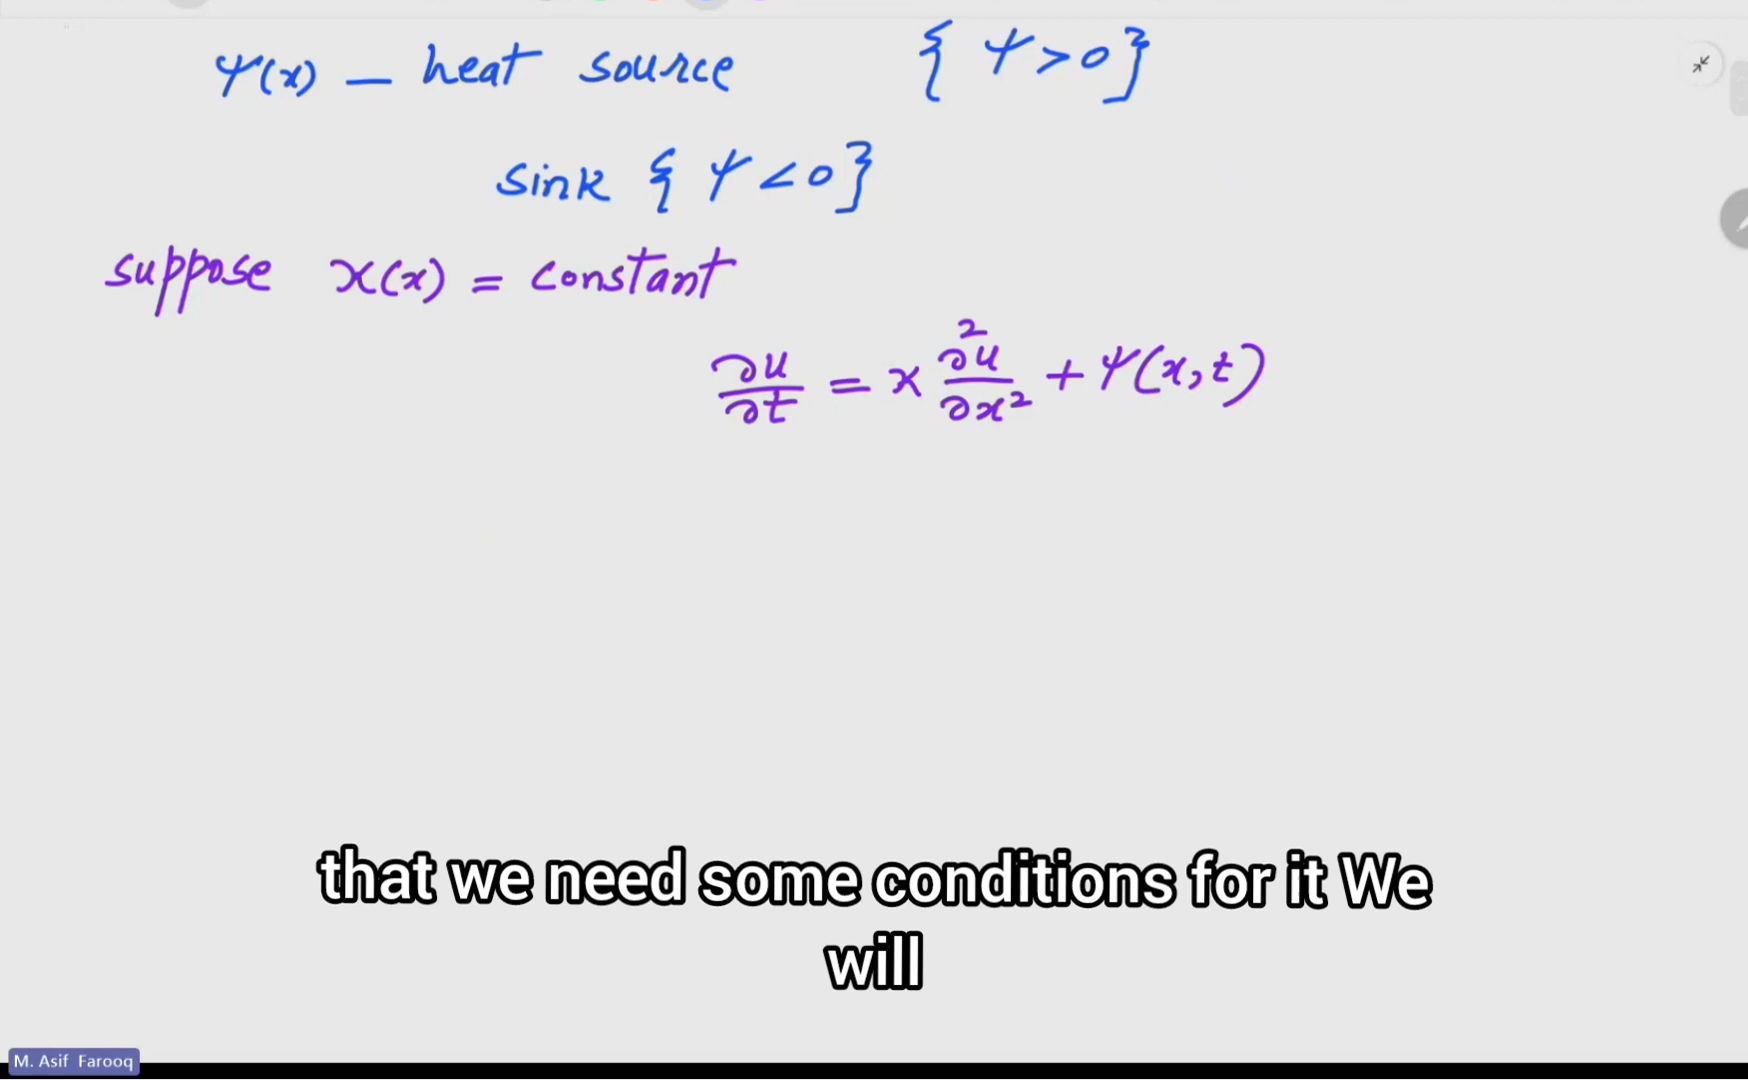 ψ(x) — heat source { ψ > 0 }
sink { ψ < 0 }
suppose x(x) = constant
∂u/∂t = x ∂²u/∂x² + ψ(x,t)
that we need some conditions for it We
will
M. Asif Farooq